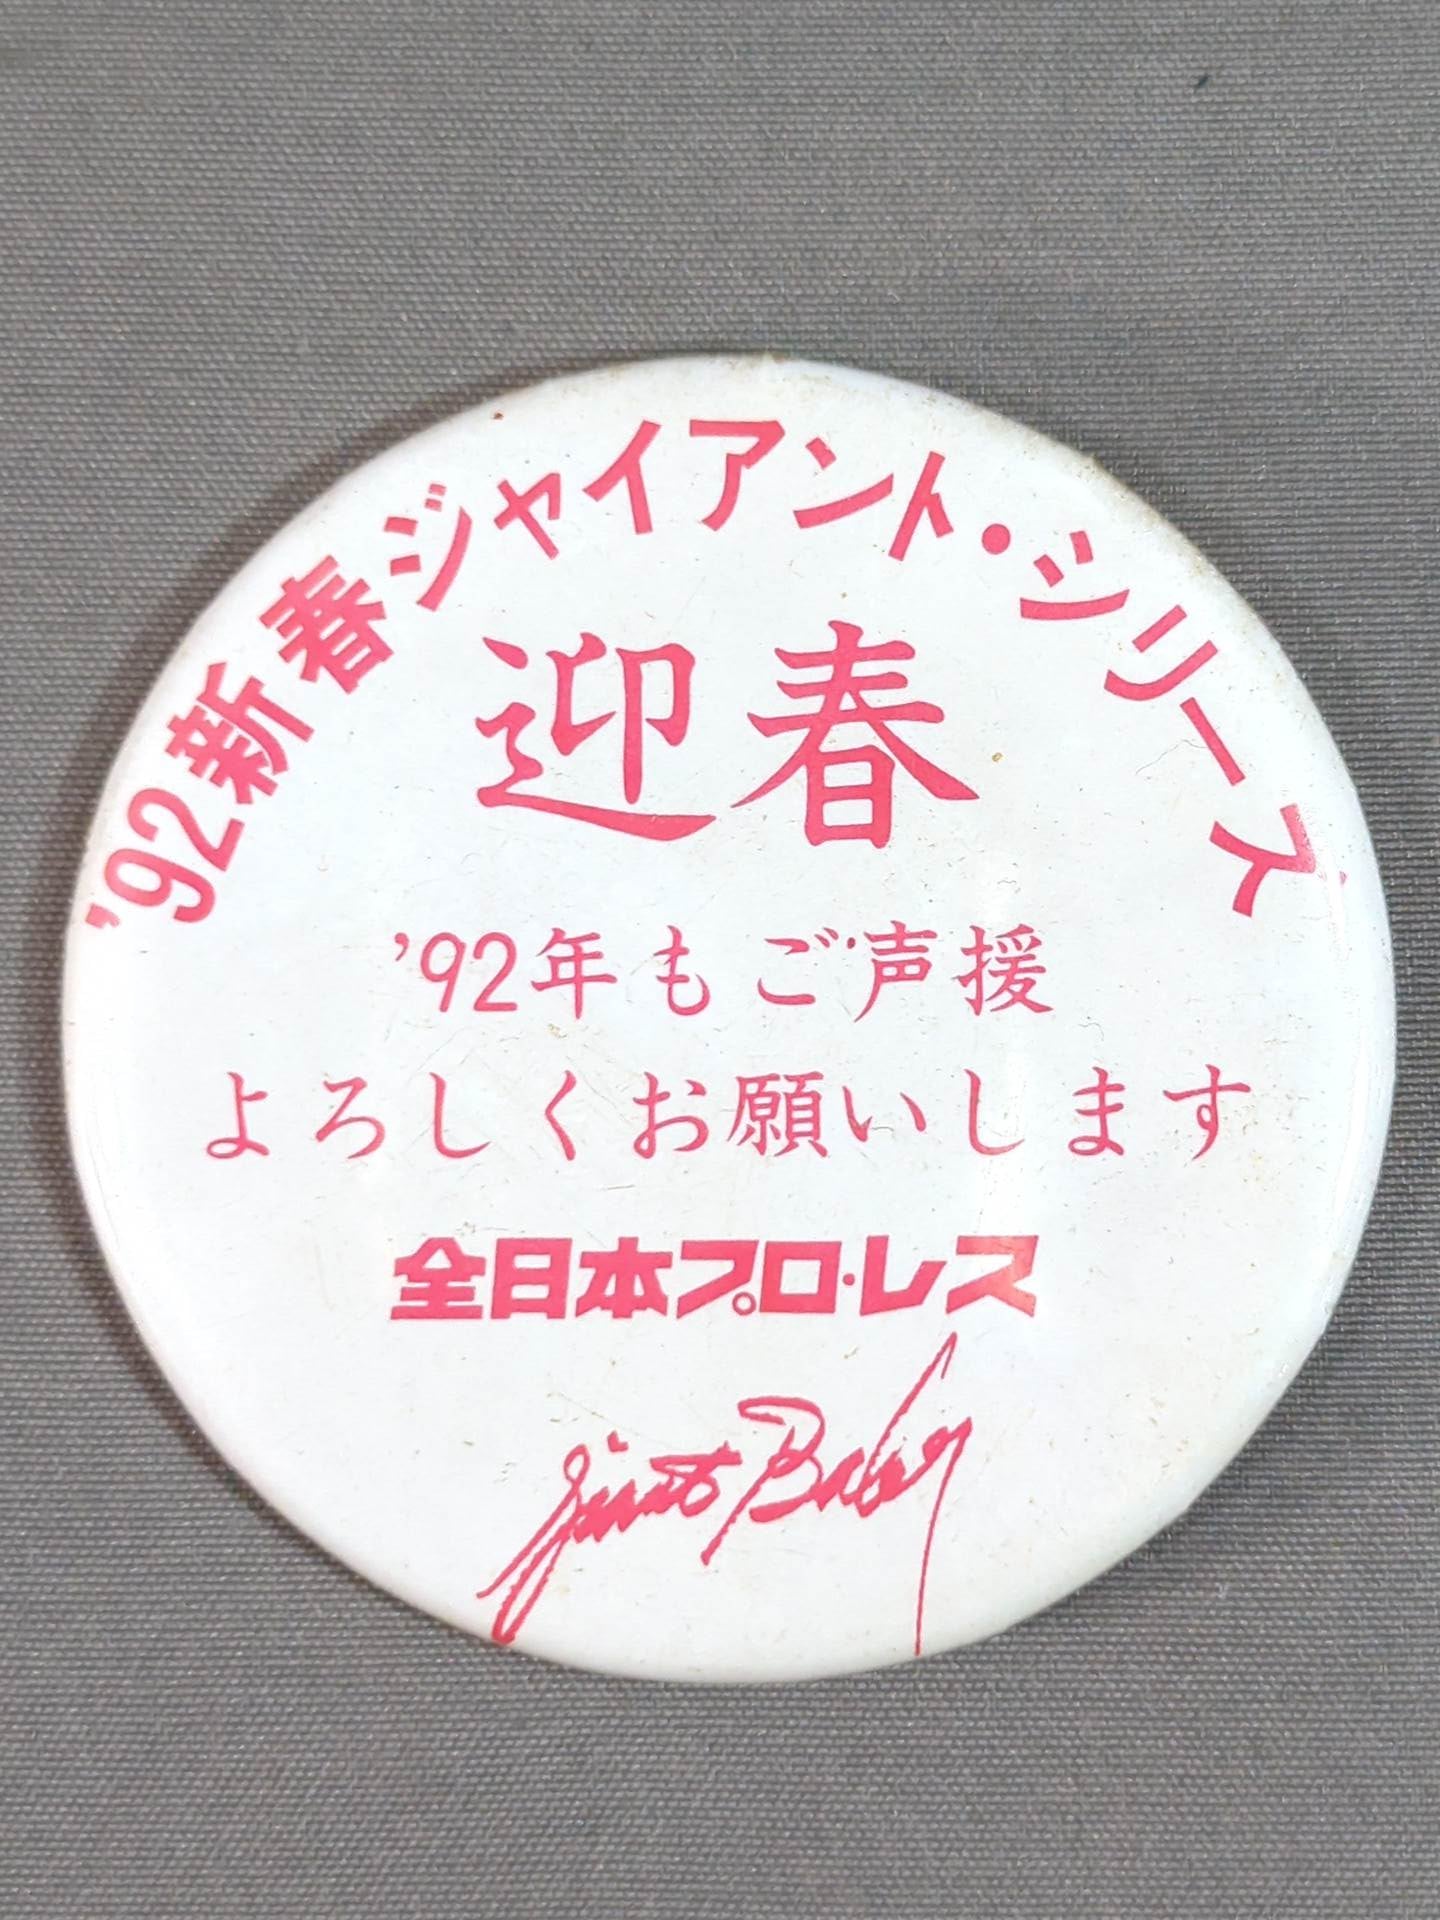 '92新春ジャイアント・シリーズ
迎春
'92年もご声援
よろしくお願いします
全日本プロ・レス
Giant Baba